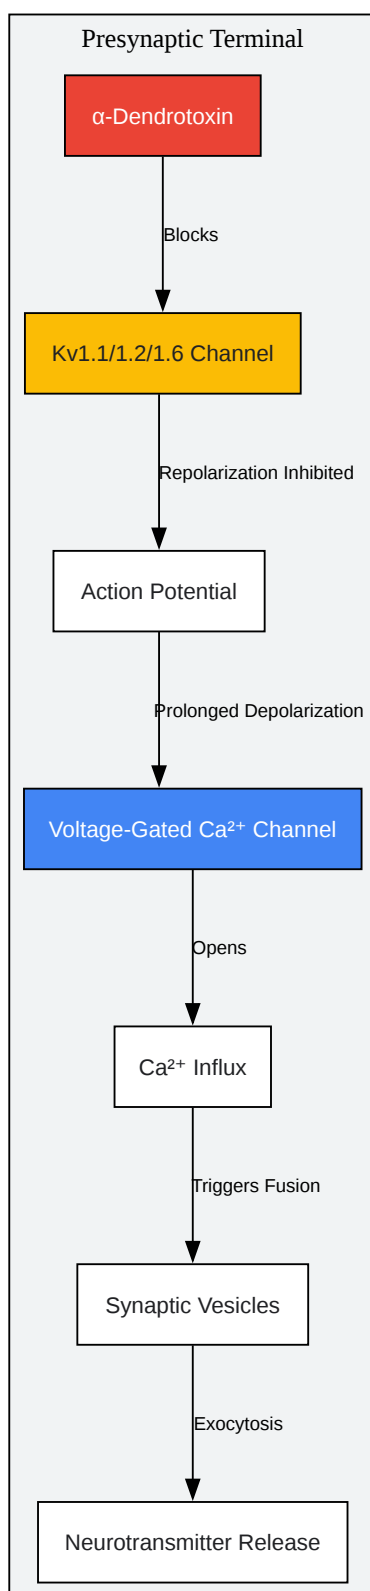 Presynaptic Terminal
α-Dendrotoxin
Blocks
Kv1.1/1.2/1.6 Channel
Repolarization Inhibited
Action Potential
Prolonged Depolarization
Voltage-Gated Ca²⁺ Channel
Opens
Ca²⁺ Influx
Triggers Fusion
Synaptic Vesicles
Exocytosis
Neurotransmitter Release